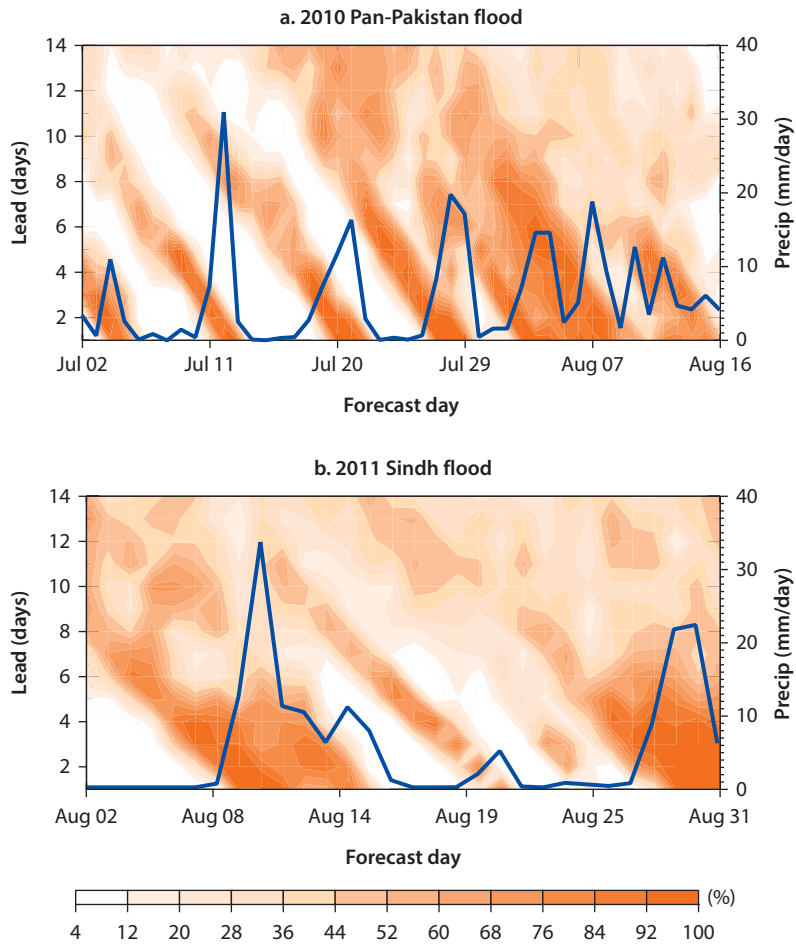 a. 2010 Pan-Pakistan flood
14
12
10
8
6
4
2
Lead (days)
40
30
20
10
0
Precip (mm/day)
Jul 02 Jul 11 Jul 20 Jul 29 Aug 07 Aug 16
Forecast day
b. 2011 Sindh flood
14
12
10
8
6
4
2
Lead (days)
40
30
20
10
0
Precip (mm/day)
Aug 02 Aug 08 Aug 14 Aug 19 Aug 25 Aug 31
Forecast day
(%)
4 12 20 28 36 44 52 60 68 76 84 92 100